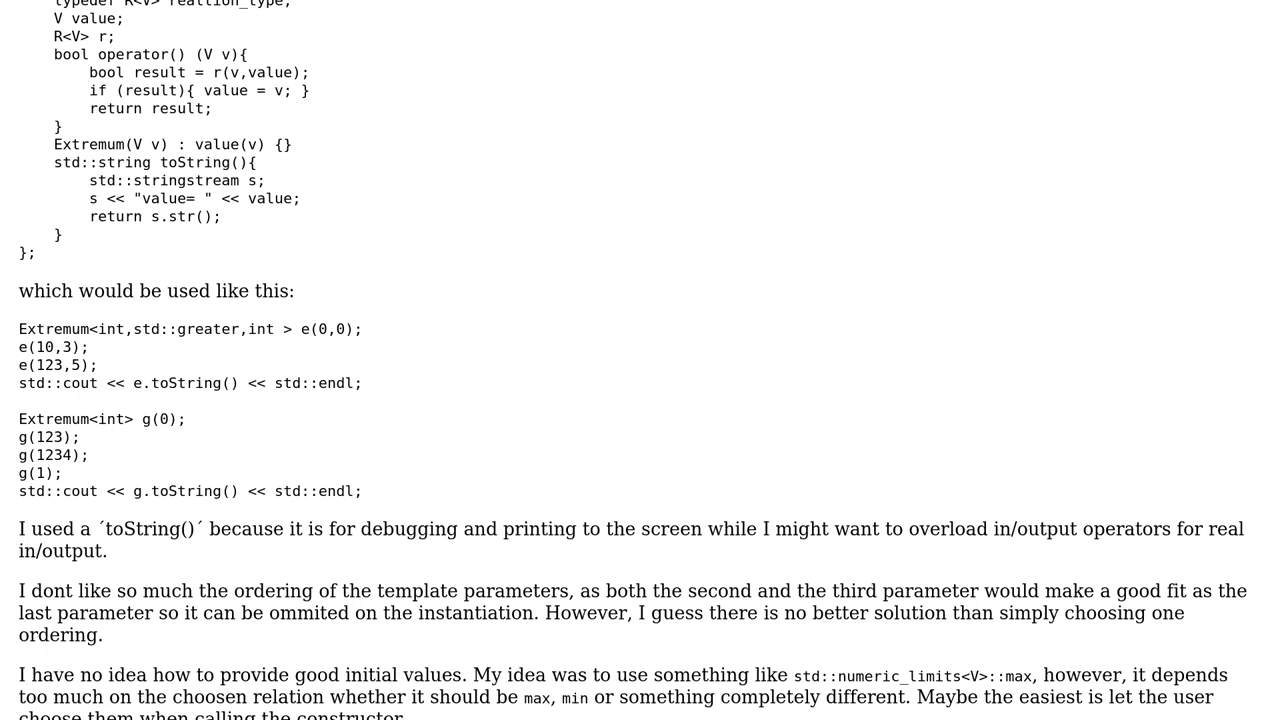 typedef R<V> realtion_type;
V value;
R<V> r;
bool operator() (V v){
bool result = r(v,value);
if (result){ value = v; }
return result;
}
Extremum(V v) : value(v) {}
std::string toString(){
std::stringstream s;
s << "value= " << value;
return s.str();
}
};
which would be used like this:
Extremum<int,std::greater,int > e(0,0);
e(10,3);
e(123,5);
std::cout << e.toString() << std::endl;
Extremum<int> g(0);
g(123);
g(1234);
g(1);
std::cout << g.toString() << std::endl;
I used a ´toString()´ because it is for debugging and printing to the screen while I might want to overload in/output operators for real
in/output.
I dont like so much the ordering of the template parameters, as both the second and the third parameter would make a good fit as the
last parameter so it can be ommited on the instantiation. However, I guess there is no better solution than simply choosing one
ordering.
I have no idea how to provide good initial values. My idea was to use something like std::numeric_limits<V>::max, however, it depends
too much on the choosen relation whether it should be max, min or something completely different. Maybe the easiest is let the user
choose them when calling the constructor.